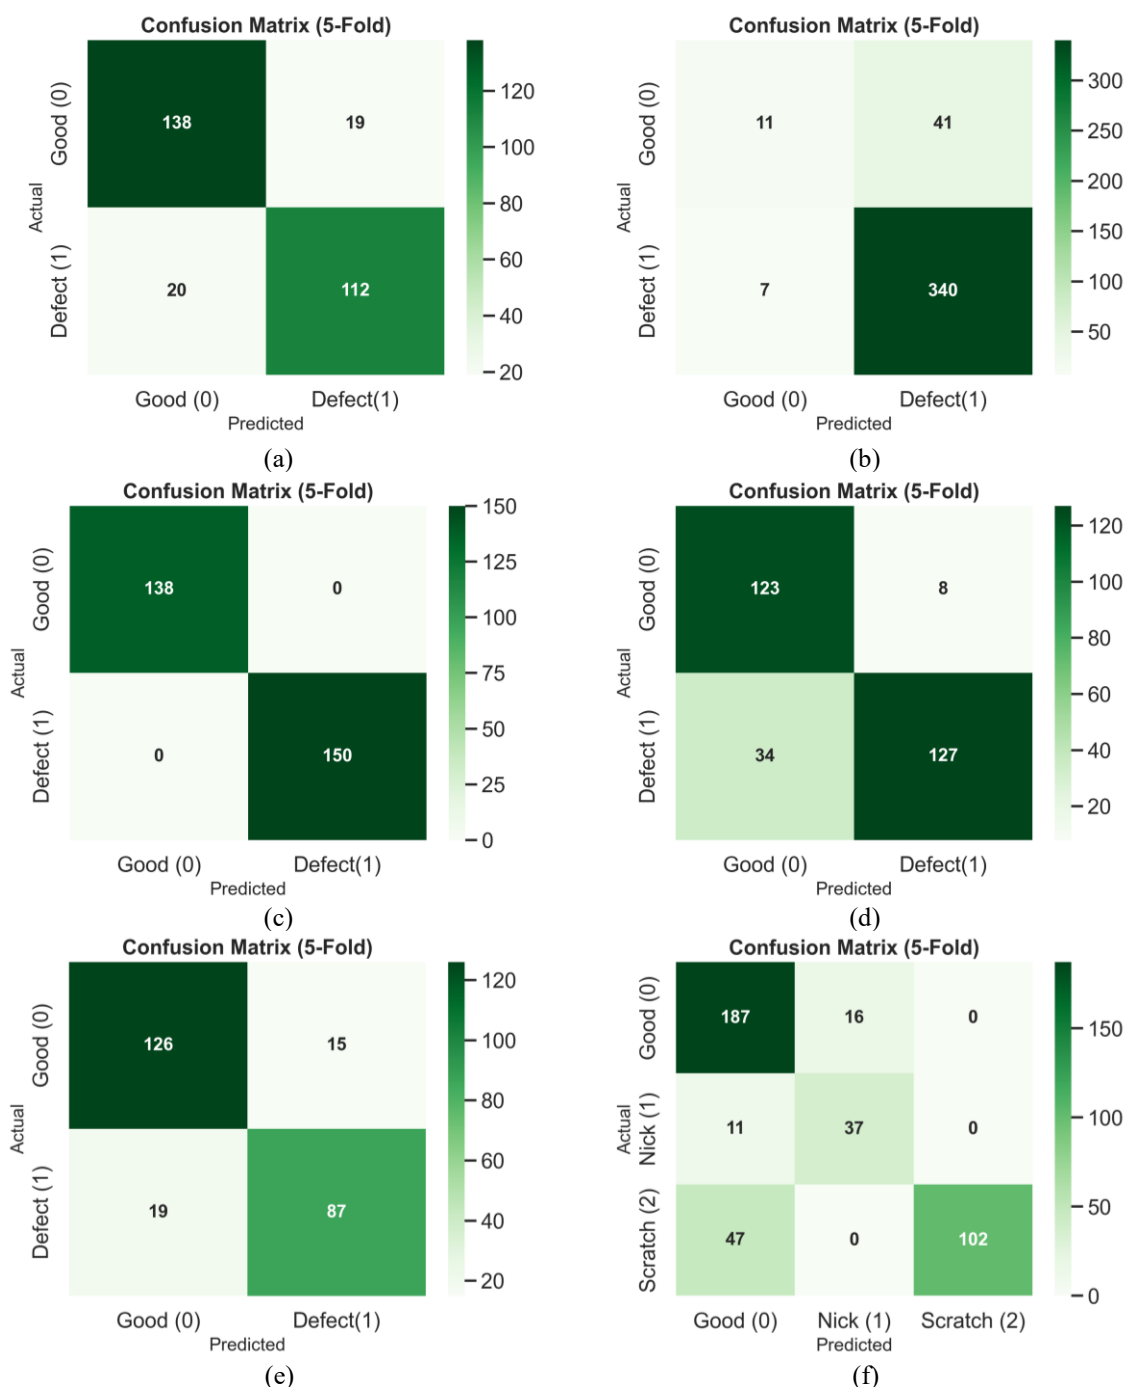 Confusion Matrix (5-Fold)
Actual
Good (0)
Defect (1)
138 19
20 112
Good (0) Defect(1)
Predicted
120
100
80
60
40
20
(a)
Confusion Matrix (5-Fold)
Actual
Good (0)
Defect (1)
11 41
7 340
Good (0) Defect(1)
Predicted
300
250
200
150
100
50
(b)
Confusion Matrix (5-Fold)
Actual
Good (0)
Defect (1)
138 0
0 150
Good (0) Defect(1)
Predicted
150
125
100
75
50
25
0
(c)
Confusion Matrix (5-Fold)
Actual
Good (0)
Defect (1)
123 8
34 127
Good (0) Defect(1)
Predicted
120
100
80
60
40
20
(d)
Confusion Matrix (5-Fold)
Actual
Good (0)
Defect (1)
126 15
19 87
Good (0) Defect(1)
Predicted
120
100
80
60
40
20
(e)
Confusion Matrix (5-Fold)
Actual
Good (0)
Nick (1)
Scratch (2)
187 16 0
11 37 0
47 0 102
Good (0) Nick (1) Scratch (2)
Predicted
150
100
50
0
(f)